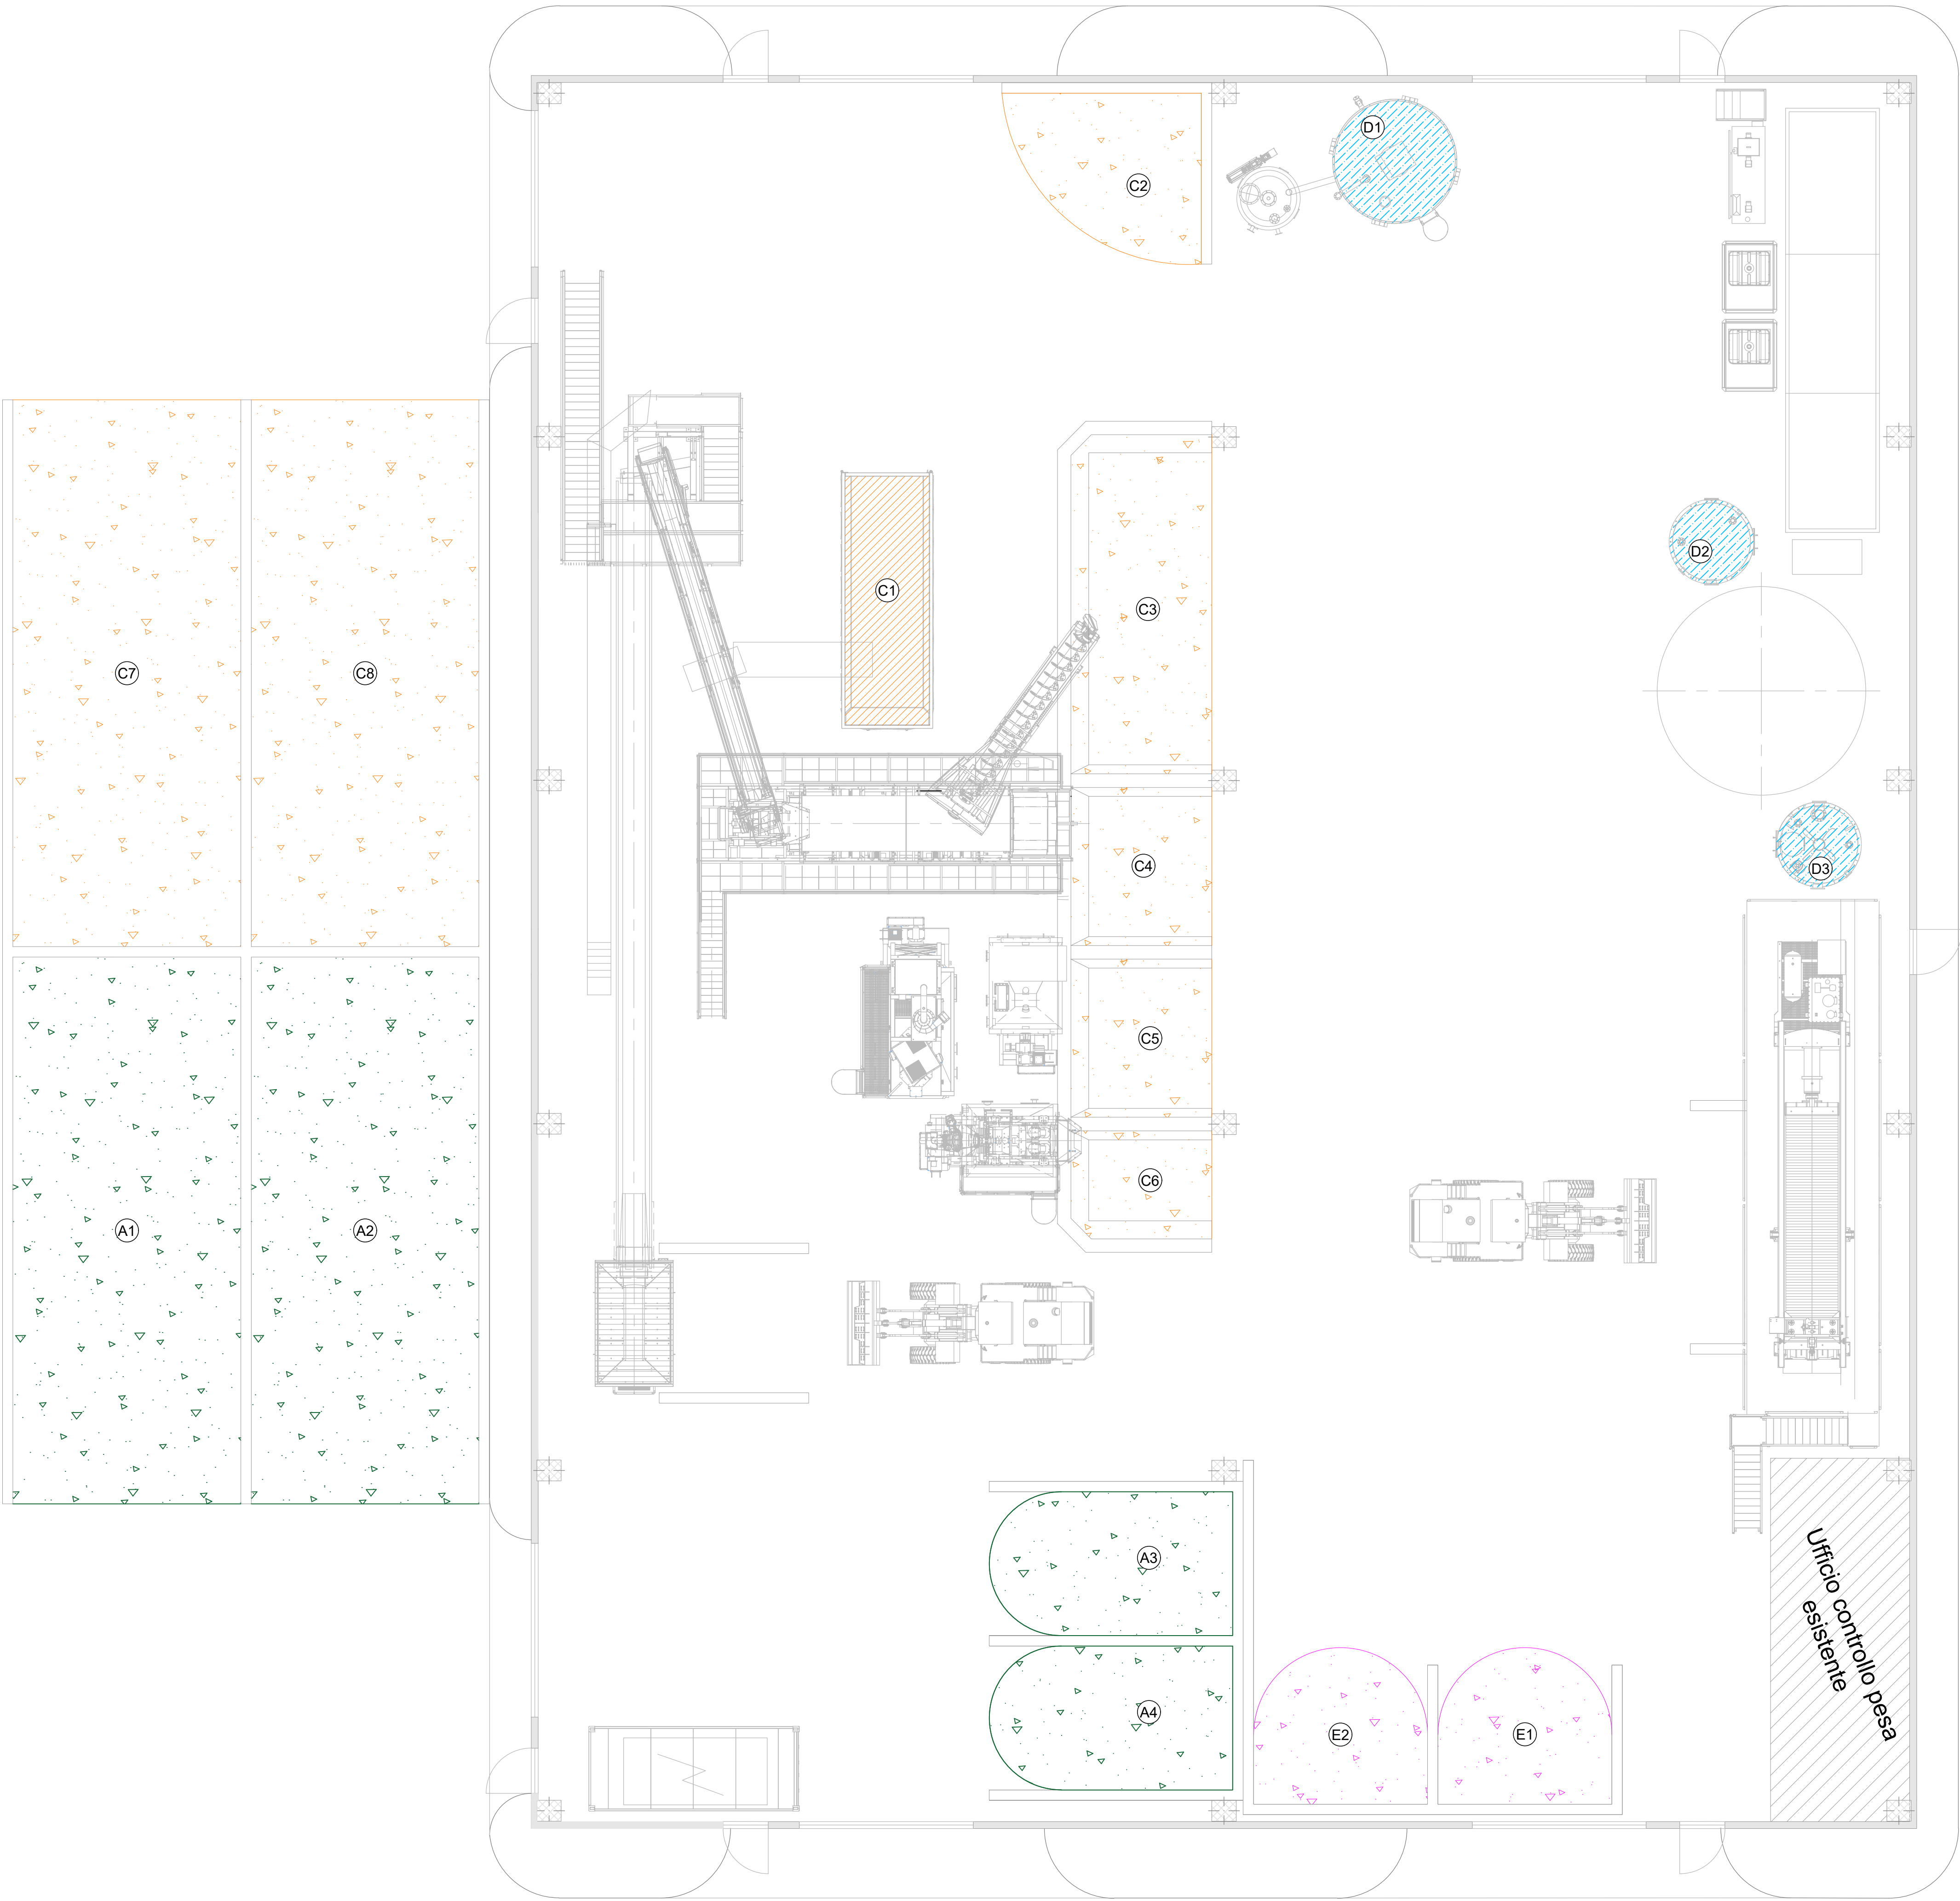 D1
C2
D2
C1
C3
C7
C8
C4
D3
C5
C6
A1
A2
A3
A4
E2
E1
Ufficio controllo pesa
esistente